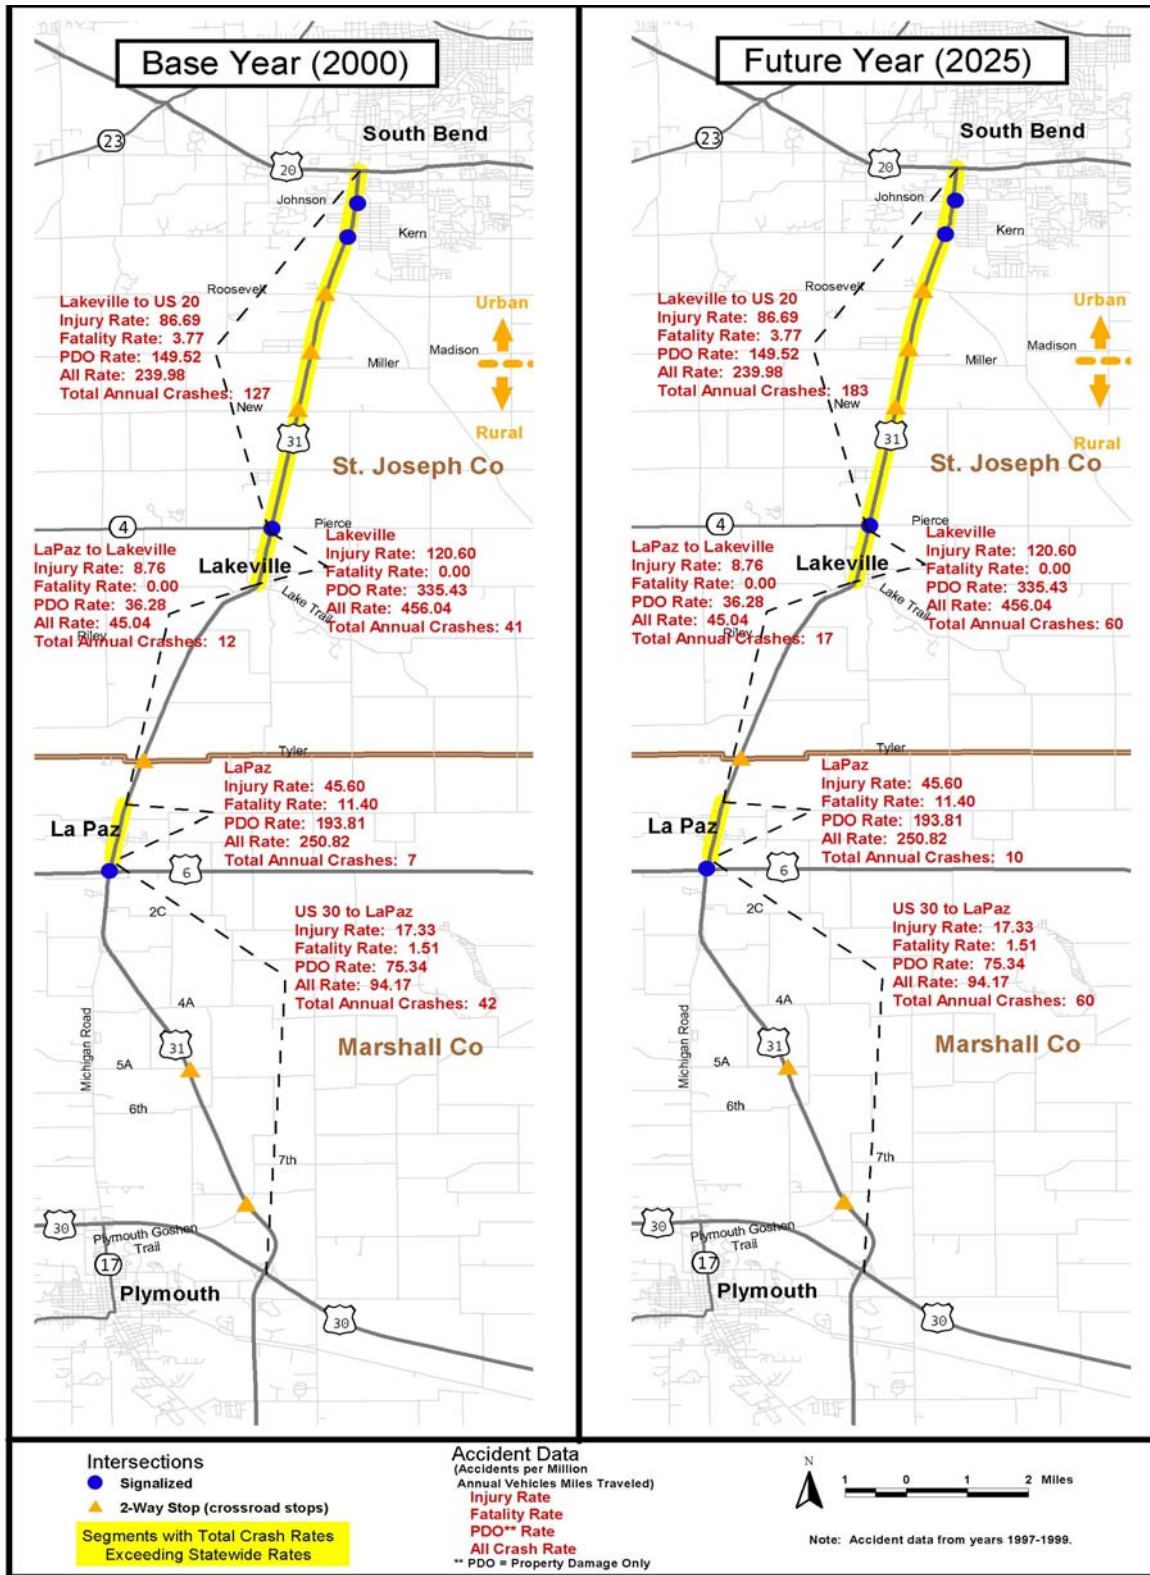 Base Year (2000)
South Bend
23
20
Johnson
Kern
Roosevelt
Lakeville to US 20
Injury Rate: 86.69
Fatality Rate: 3.77
PDO Rate: 149.52
All Rate: 239.98
Total Annual Crashes: 127
Urban
Madison
Miller
New
Rural
31
St. Joseph Co
4
Pierce
LaPaz to Lakeville
Injury Rate: 8.76
Fatality Rate: 0.00
PDO Rate: 36.28
All Rate: 45.04
Total Annual Crashes: 12
Riley
Lakeville
Lake Trail
Lakeville
Injury Rate: 120.60
Fatality Rate: 0.00
PDO Rate: 335.43
All Rate: 456.04
Total Annual Crashes: 41
Tyler
LaPaz
Injury Rate: 45.60
Fatality Rate: 11.40
PDO Rate: 193.81
All Rate: 250.82
Total Annual Crashes: 7
La Paz
6
2C
US 30 to LaPaz
Injury Rate: 17.33
Fatality Rate: 1.51
PDO Rate: 75.34
All Rate: 94.17
Total Annual Crashes: 42
4A
Michigan Road
31
Marshall Co
5A
6th
7th
30
Plymouth Goshen
Trail
17
Plymouth
30
Future Year (2025)
South Bend
23
20
Johnson
Kern
Roosevelt
Lakeville to US 20
Injury Rate: 86.69
Fatality Rate: 3.77
PDO Rate: 149.52
All Rate: 239.98
Total Annual Crashes: 183
Urban
Madison
Miller
New
Rural
31
St. Joseph Co
4
Pierce
LaPaz to Lakeville
Injury Rate: 8.76
Fatality Rate: 0.00
PDO Rate: 36.28
All Rate: 45.04
Total Annual Crashes: 17
Riley
Lakeville
Lake Trail
Lakeville
Injury Rate: 120.60
Fatality Rate: 0.00
PDO Rate: 335.43
All Rate: 456.04
Total Annual Crashes: 60
Tyler
LaPaz
Injury Rate: 45.60
Fatality Rate: 11.40
PDO Rate: 193.81
All Rate: 250.82
Total Annual Crashes: 10
La Paz
6
2C
US 30 to LaPaz
Injury Rate: 17.33
Fatality Rate: 1.51
PDO Rate: 75.34
All Rate: 94.17
Total Annual Crashes: 60
4A
Michigan Road
31
Marshall Co
5A
6th
7th
30
Plymouth Goshen
Trail
17
Plymouth
30
Intersections
Signalized
2-Way Stop (crossroad stops)
Segments with Total Crash Rates
Exceeding Statewide Rates
Accident Data
(Accidents per Million
Annual Vehicles Miles Traveled)
Injury Rate
Fatality Rate
PDO** Rate
All Crash Rate
** PDO = Property Damage Only
N
1 0 1 2 Miles
Note: Accident data from years 1997-1999.